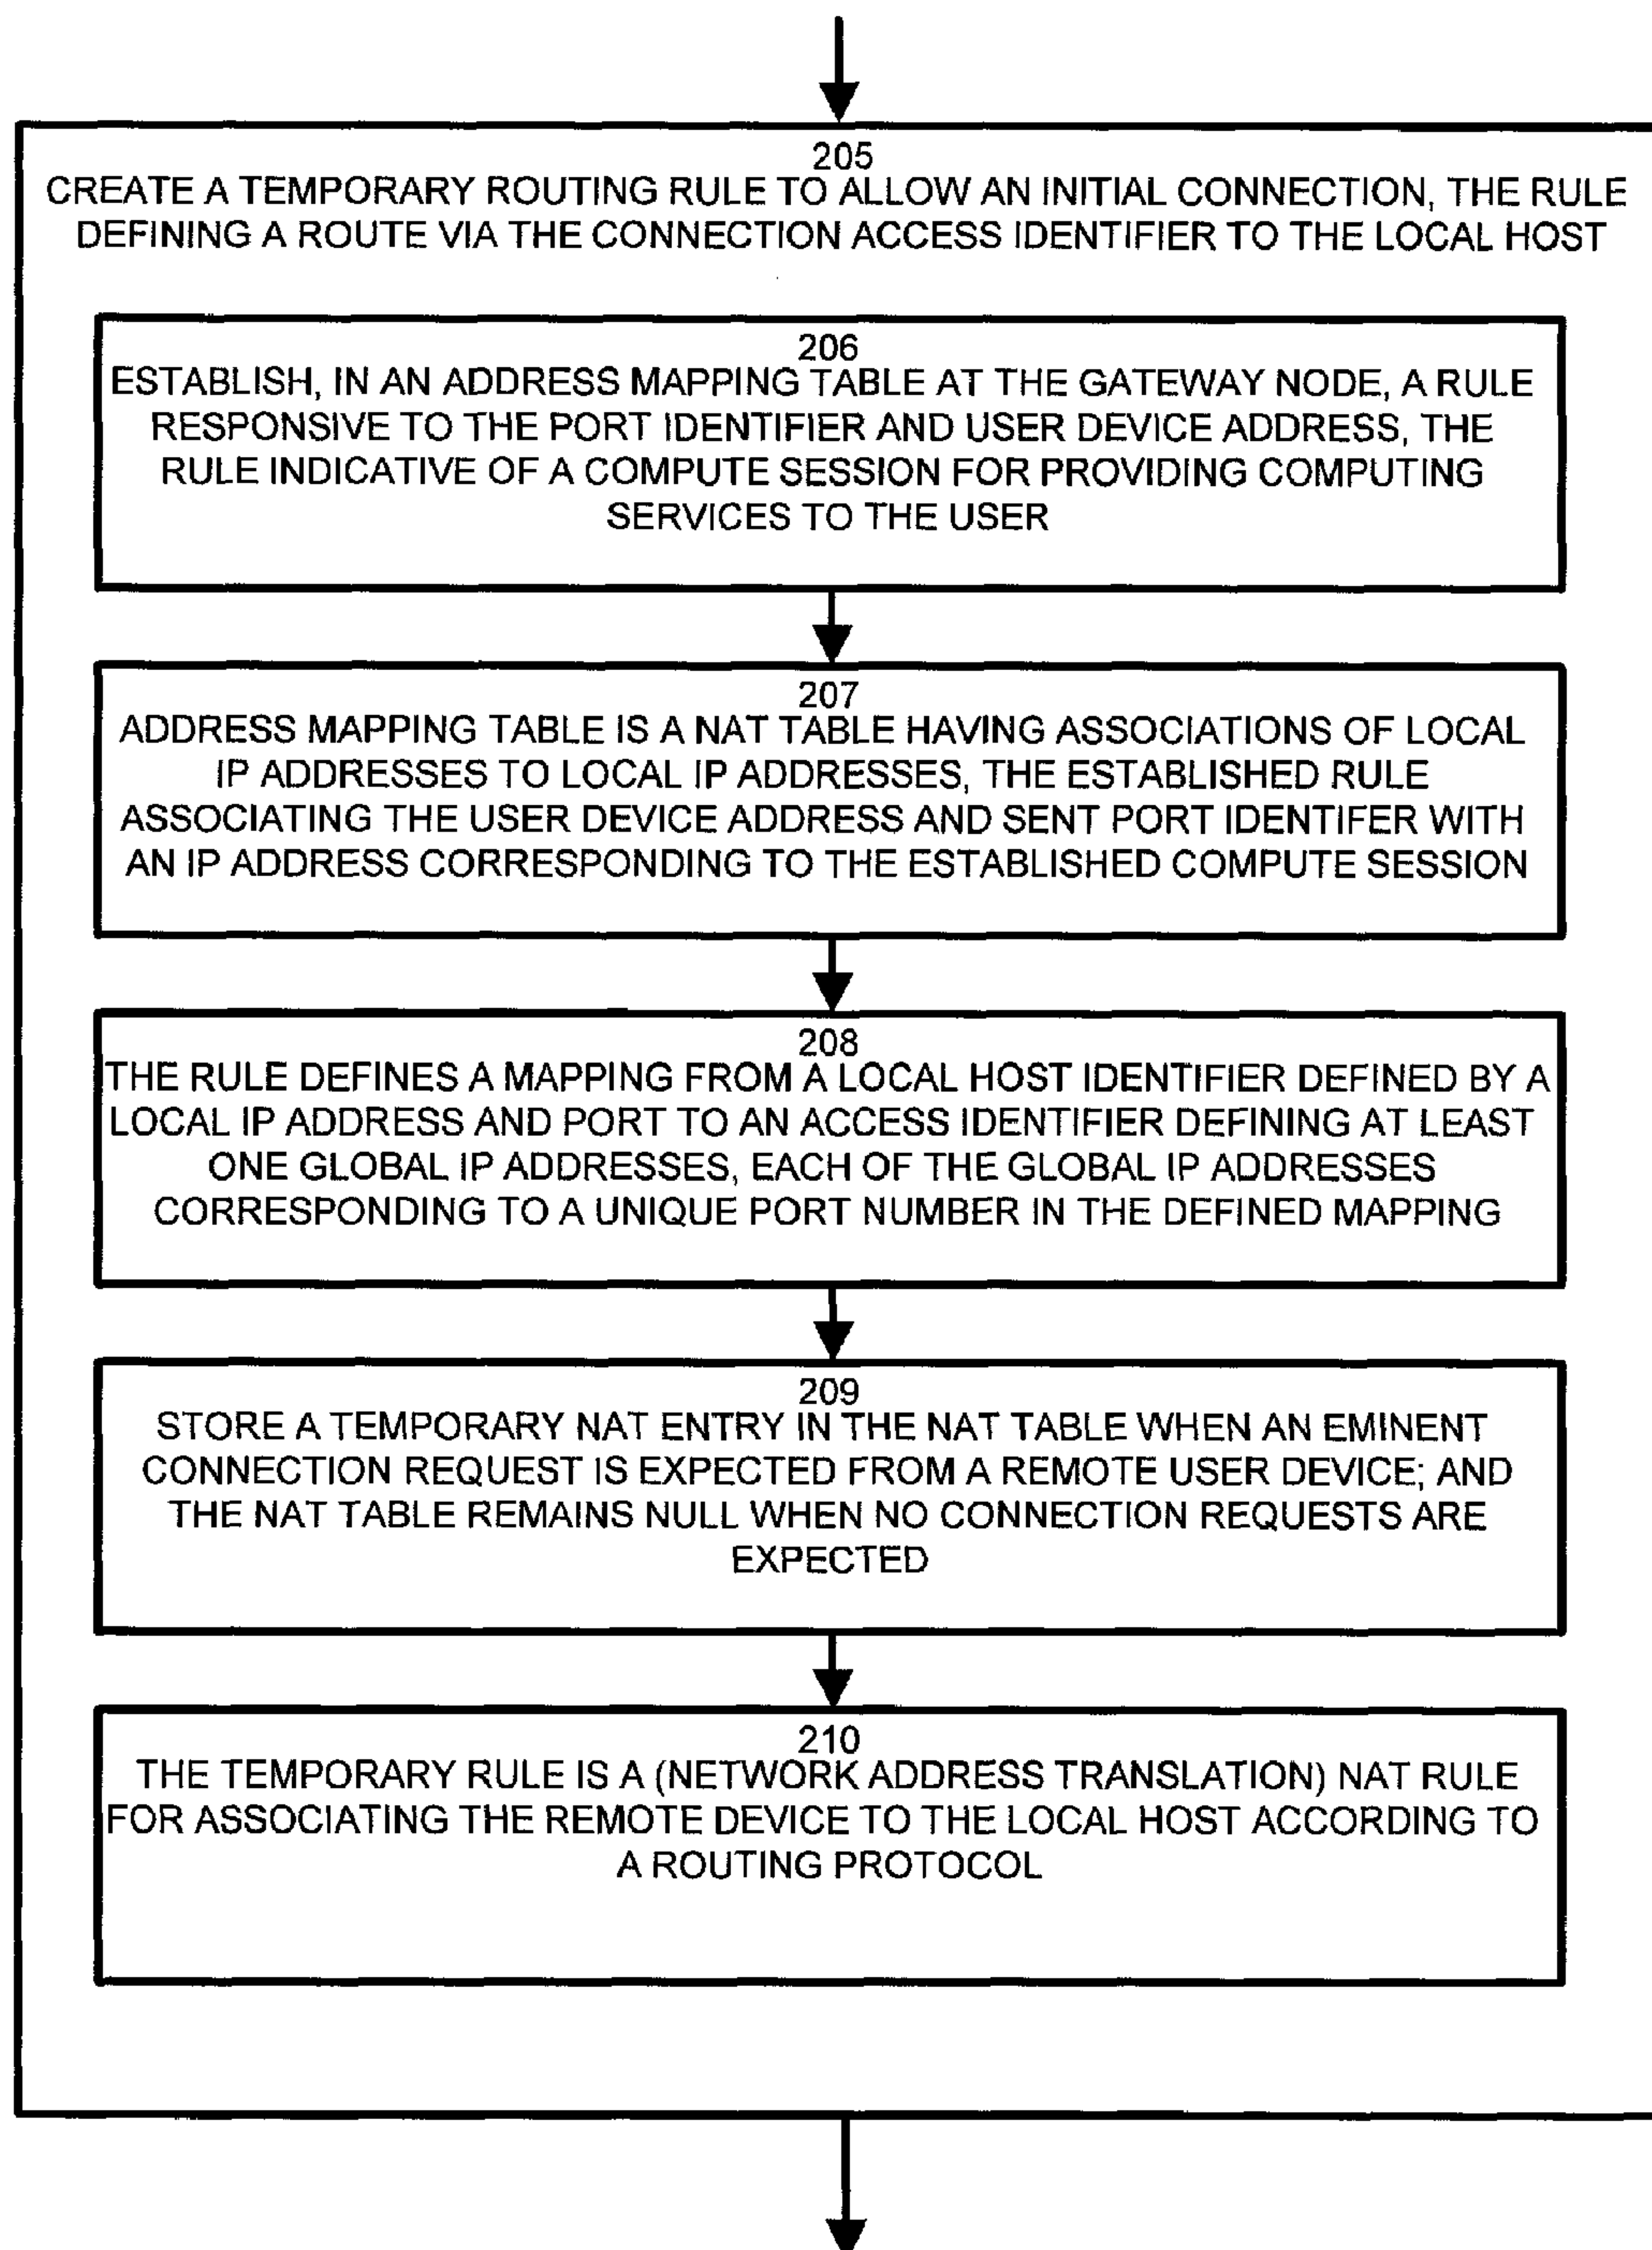 205
CREATE A TEMPORARY ROUTING RULE TO ALLOW AN INITIAL CONNECTION, THE RULE
DEFINING A ROUTE VIA THE CONNECTION ACCESS IDENTIFIER TO THE LOCAL HOST
206
ESTABLISH, IN AN ADDRESS MAPPING TABLE AT THE GATEWAY NODE, A RULE
RESPONSIVE TO THE PORT IDENTIFIER AND USER DEVICE ADDRESS, THE
RULE INDICATIVE OF A COMPUTE SESSION FOR PROVIDING COMPUTING
SERVICES TO THE USER
207
ADDRESS MAPPING TABLE IS A NAT TABLE HAVING ASSOCIATIONS OF LOCAL
IP ADDRESSES TO LOCAL IP ADDRESSES, THE ESTABLISHED RULE
ASSOCIATING THE USER DEVICE ADDRESS AND SENT PORT IDENTIFER WITH
AN IP ADDRESS CORRESPONDING TO THE ESTABLISHED COMPUTE SESSION
208
THE RULE DEFINES A MAPPING FROM A LOCAL HOST IDENTIFIER DEFINED BY A
LOCAL IP ADDRESS AND PORT TO AN ACCESS IDENTIFIER DEFINING AT LEAST
ONE GLOBAL IP ADDRESSES, EACH OF THE GLOBAL IP ADDRESSES
CORRESPONDING TO A UNIQUE PORT NUMBER IN THE DEFINED MAPPING
209
STORE A TEMPORARY NAT ENTRY IN THE NAT TABLE WHEN AN EMINENT
CONNECTION REQUEST IS EXPECTED FROM A REMOTE USER DEVICE; AND
THE NAT TABLE REMAINS NULL WHEN NO CONNECTION REQUESTS ARE
EXPECTED
210
THE TEMPORARY RULE IS A (NETWORK ADDRESS TRANSLATION) NAT RULE
FOR ASSOCIATING THE REMOTE DEVICE TO THE LOCAL HOST ACCORDING TO
A ROUTING PROTOCOL